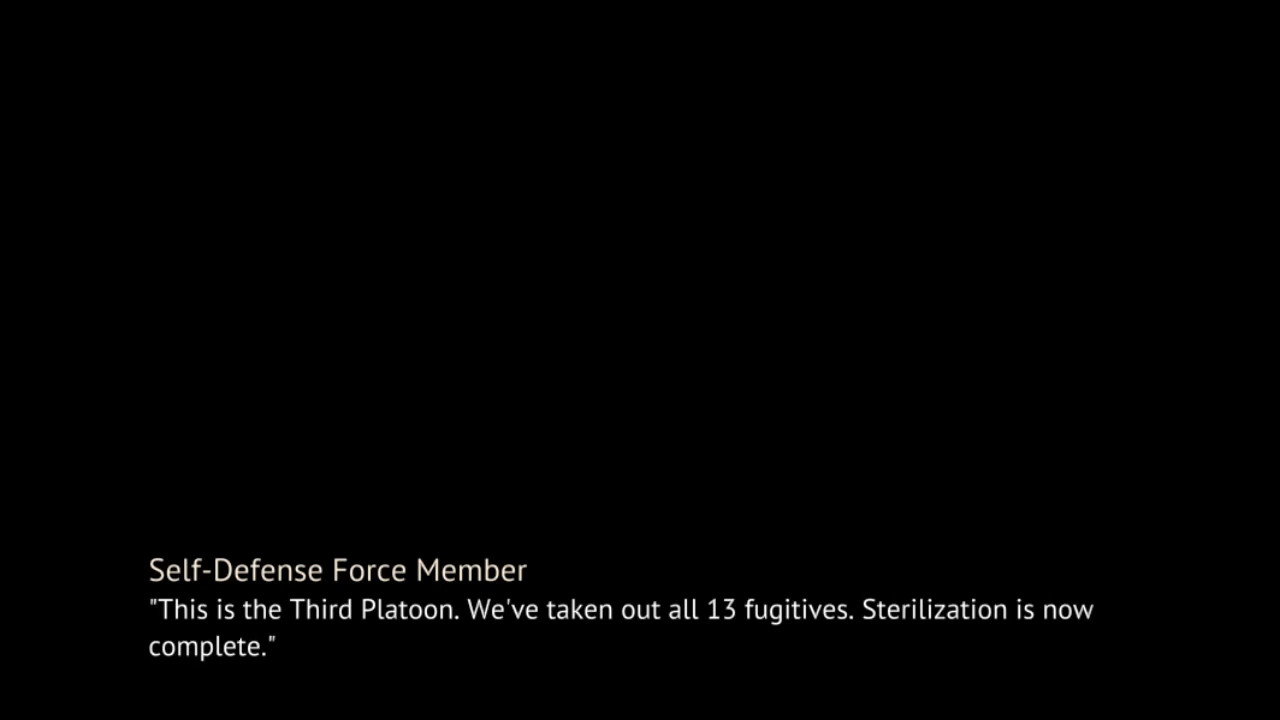 Self-Defense Force Member
"This is the Third Platoon. We've taken out all 13 fugitives. Sterilization is now
complete."